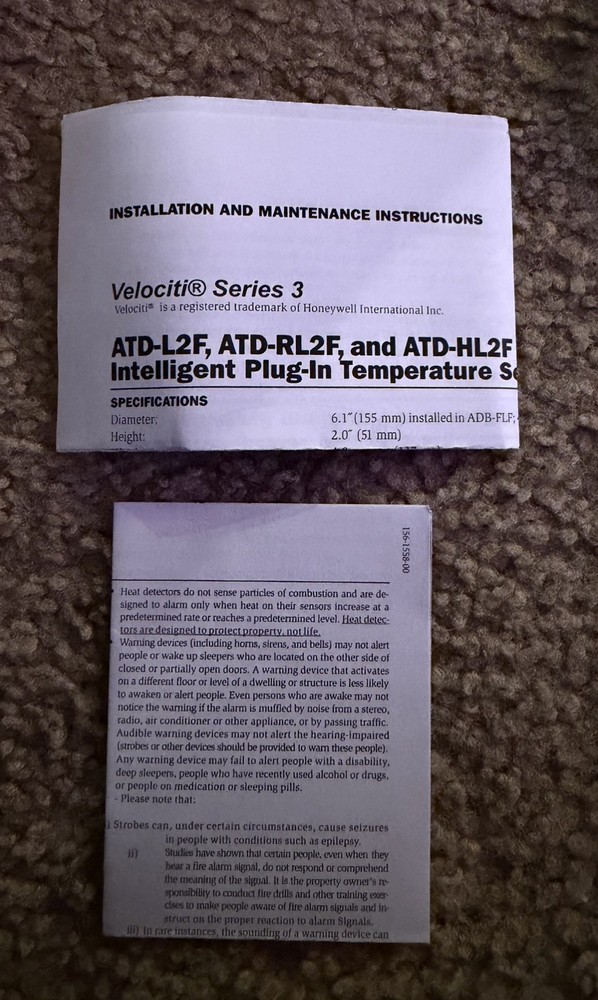 INSTALLATION AND MAINTENANCE INSTRUCTIONS
Velociti® Series 3
Velociti® is a registered trademark of Honeywell International Inc.
ATD-L2F, ATD-RL2F, and ATD-HL2F
Intelligent Plug-In Temperature Se
SPECIFICATIONS
Diameter: 6.1″ (155 mm) installed in ADB-FLF;
Height: 2.0″ (51 mm)
156-1558-00
Heat detectors do not sense particles of combustion and are de-
signed to alarm only when heat on their sensors increase at a
predetermined rate or reaches a predetermined level. Heat detec-
tors are designed to protect property, not life.
Warning devices (including horns, sirens, and bells) may not alert
people or wake up sleepers who are located on the other side of
closed or partially open doors. A warning device that activates
on a different floor or level of a dwelling or structure is less likely
to awaken or alert people. Even persons who are awake may not
notice the warning if the alarm is muffled by noise from a stereo,
radio, air conditioner or other appliance, or by passing traffic.
Audible warning devices may not alert the hearing-impaired
(strobes or other devices should be provided to warn these people).
Any warning device may fail to alert people with a disability,
deep sleepers, people who have recently used alcohol or drugs,
or people on medication or sleeping pills.
- Please note that:
i Strobes can, under certain circumstances, cause seizures
in people with conditions such as epilepsy.
ii) Studies have shown that certain people, even when they
hear a fire alarm signal, do not respond or comprehend
the meaning of the signal. It is the property owner's re-
sponsibility to conduct fire drills and other training exer-
cises to make people aware of fire alarm signals and in-
struct on the proper reaction to alarm Signals.
iii) In rare instances, the sounding of a warning device can